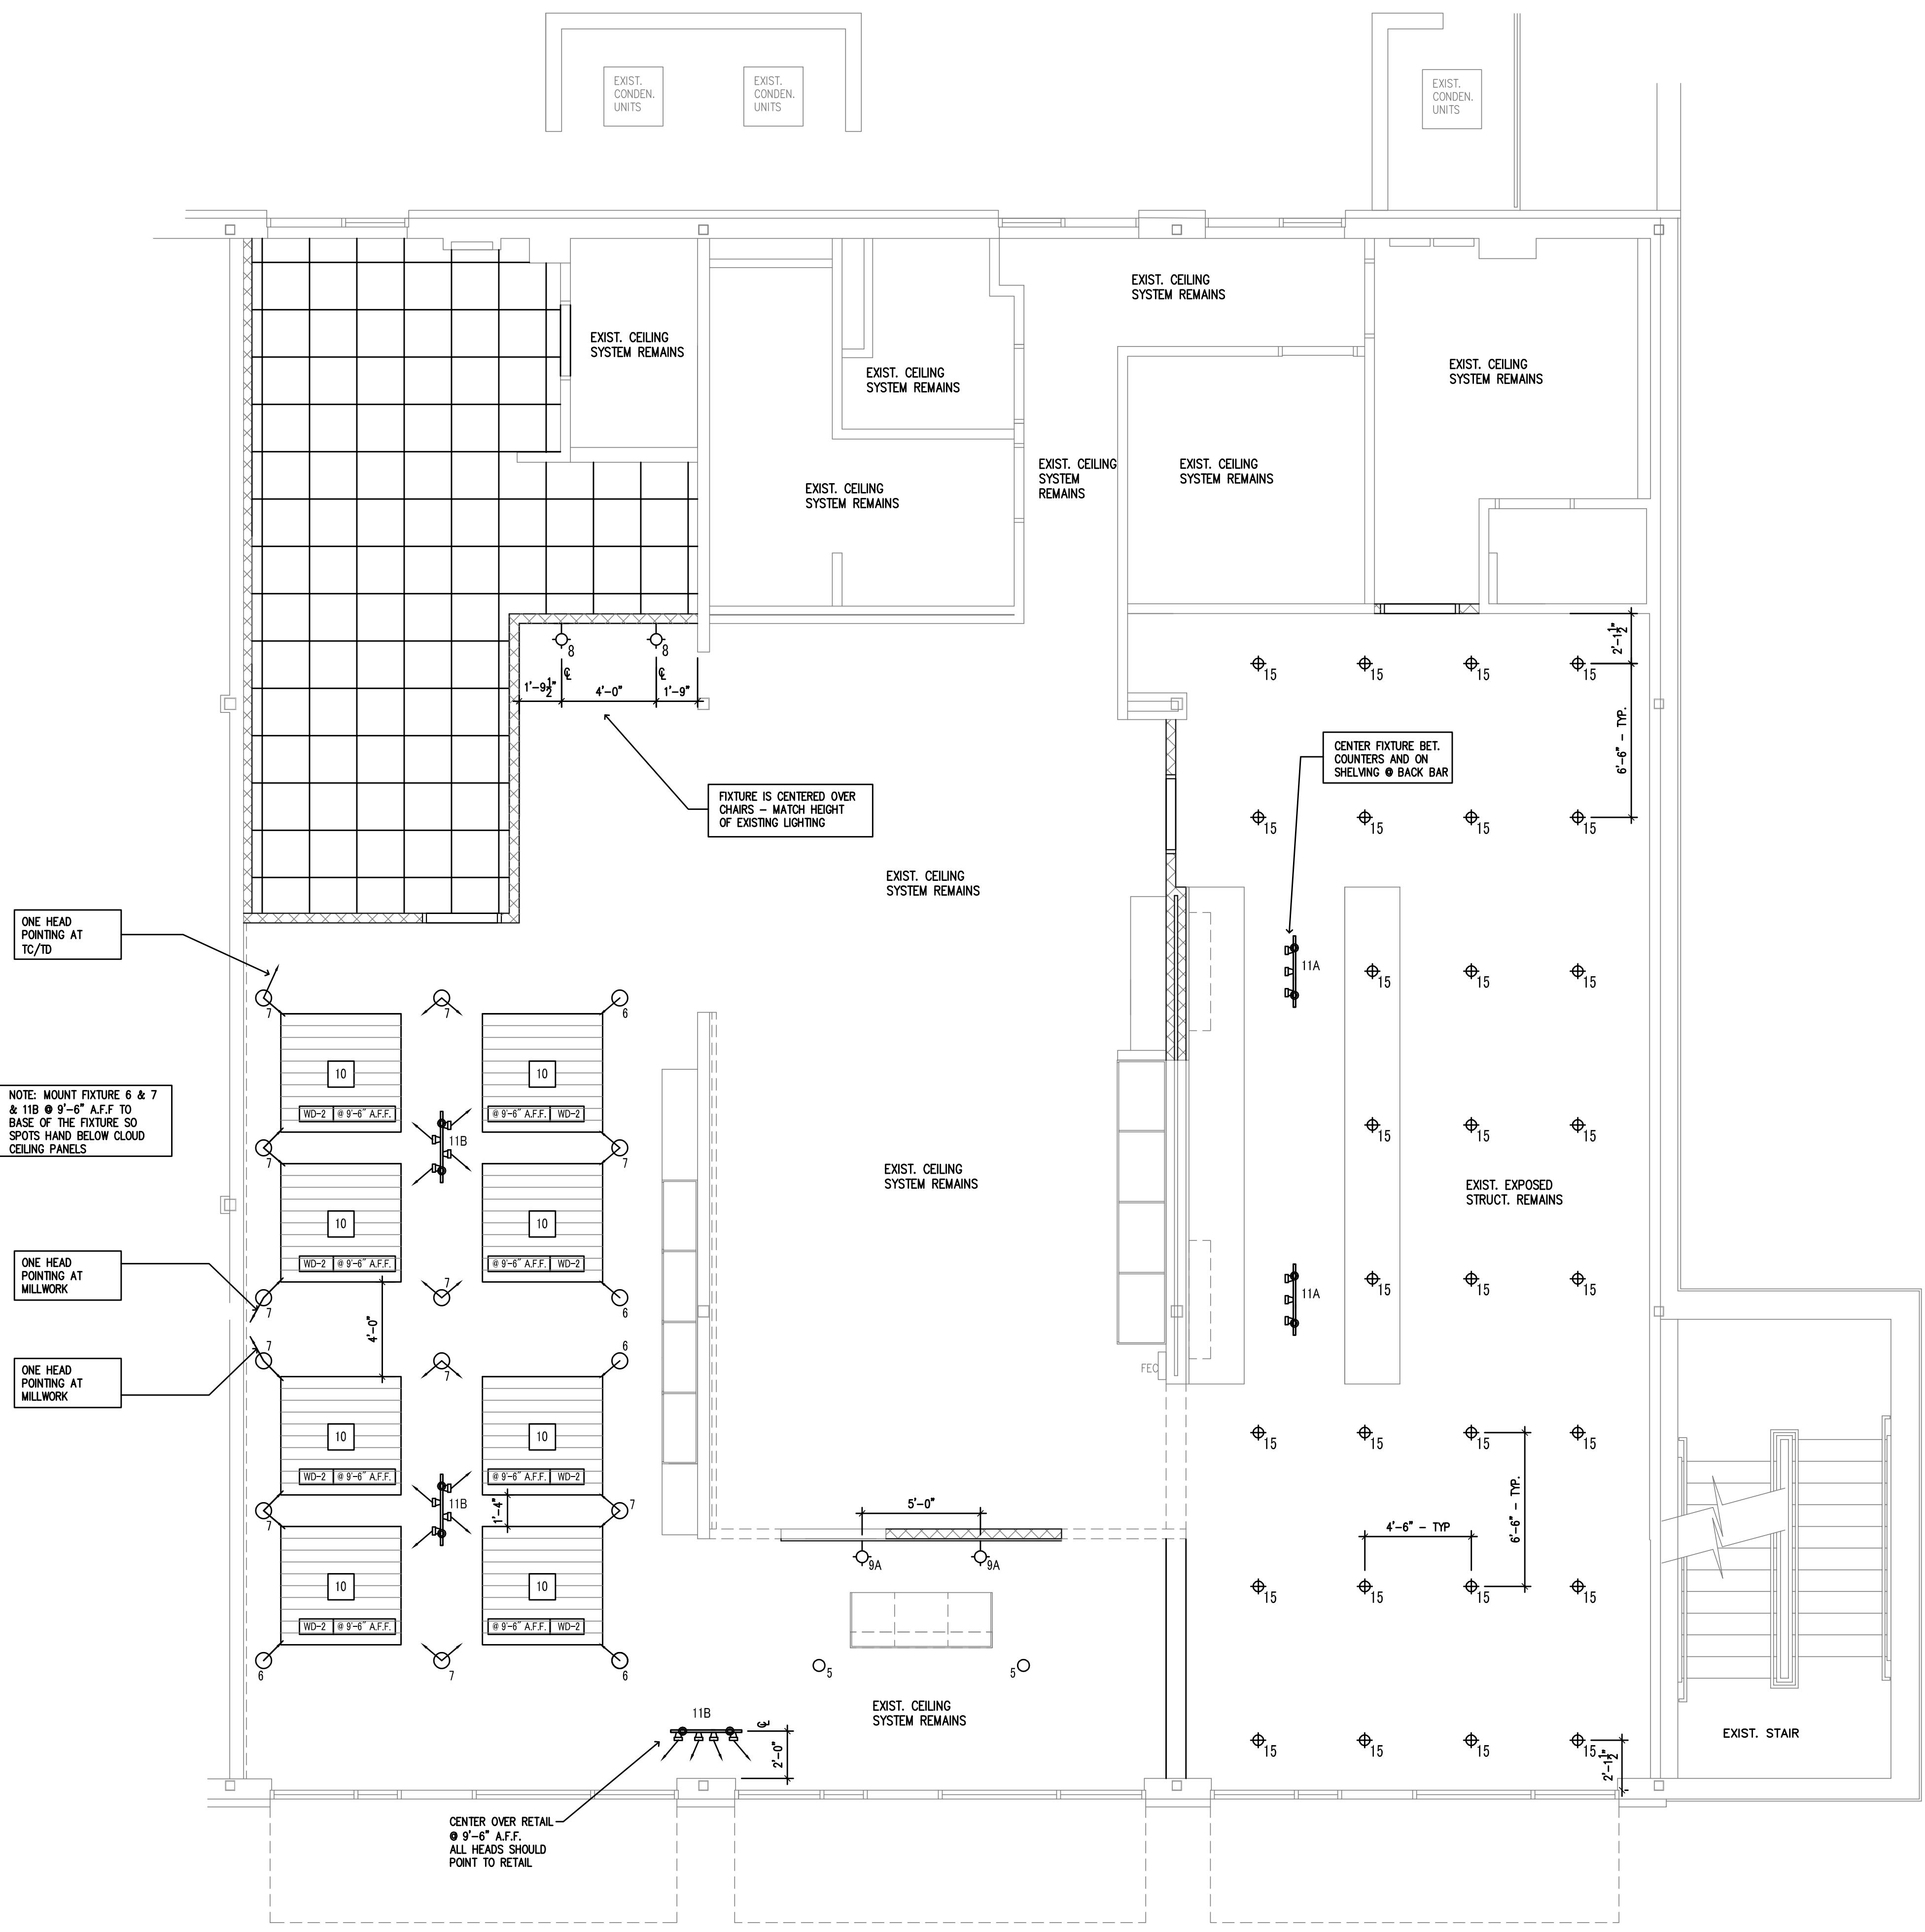 EXIST.
CONDEN.
UNITS
EXIST.
CONDEN.
UNITS
EXIST.
CONDEN.
UNITS
EXIST. CEILING
SYSTEM REMAINS
EXIST. CEILING
SYSTEM REMAINS
EXIST. CEILING
SYSTEM REMAINS
EXIST. CEILING
SYSTEM REMAINS
EXIST. CEILING
SYSTEM REMAINS
EXIST. CEILING
SYSTEM
REMAINS
EXIST. CEILING
SYSTEM REMAINS
8
8
1'-9 1/2"
4'-0"
1'-9"
15
15
15
15
2'-1 1/2"
6'-6" - TYP.
CENTER FIXTURE BET.
COUNTERS AND ON
SHELVING @ BACK BAR
FIXTURE IS CENTERED OVER
CHAIRS - MATCH HEIGHT
OF EXISTING LIGHTING
15
15
15
15
EXIST. CEILING
SYSTEM REMAINS
ONE HEAD
POINTING AT
TC/TD
11A
15
15
15
7
7
6
10
10
NOTE: MOUNT FIXTURE 6 & 7
& 11B @ 9'-6" A.F.F TO
BASE OF THE FIXTURE SO
SPOTS HAND BELOW CLOUD
CEILING PANELS
WD-2 @ 9'-6" A.F.F.
@ 9'-6" A.F.F. WD-2
11B
7
7
15
15
15
EXIST. CEILING
SYSTEM REMAINS
EXIST. EXPOSED
STRUCT. REMAINS
10
10
WD-2 @ 9'-6" A.F.F.
@ 9'-6" A.F.F. WD-2
ONE HEAD
POINTING AT
MILLWORK
7
7
6
11A
15
15
15
4'-0"
7
7
6
ONE HEAD
POINTING AT
MILLWORK
FEC
10
10
WD-2 @ 9'-6" A.F.F.
@ 9'-6" A.F.F. WD-2
15
15
15
15
11B
1'-4"
7
7
5'-0"
4'-6" - TYP
6'-6" - TYP.
9A
9A
10
10
WD-2 @ 9'-6" A.F.F.
@ 9'-6" A.F.F. WD-2
15
15
15
15
6
7
6
5
5
EXIST. CEILING
SYSTEM REMAINS
11B
2'-0"
15
15
15
15
2'-1 1/2"
EXIST. STAIR
CENTER OVER RETAIL
@ 9'-6" A.F.F.
ALL HEADS SHOULD
POINT TO RETAIL